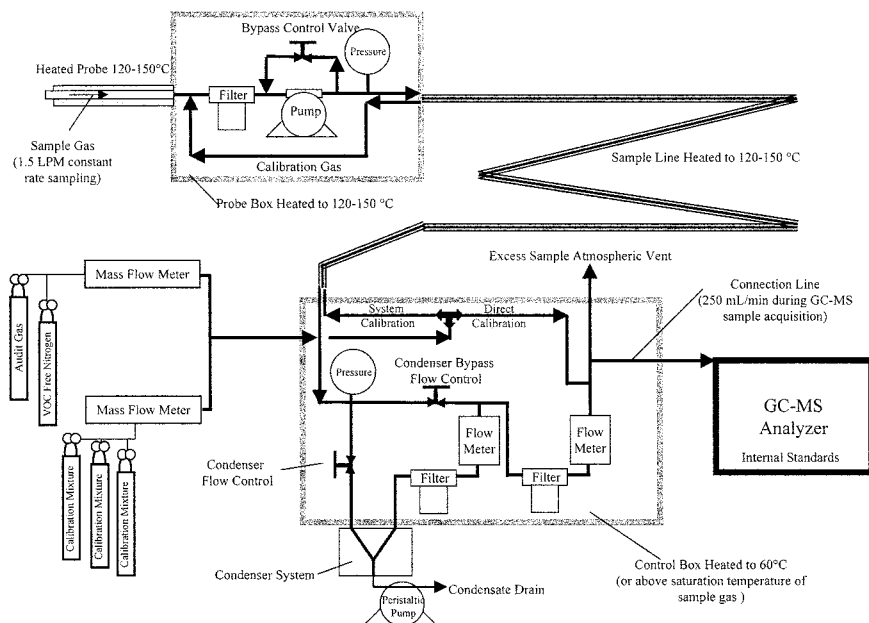 Bypass Control Valve
Pressure
Heated Probe 120-150°C
Filter
Pump
Sample Gas
(1.5 LPM constant
rate sampling)
Calibration Gas
Probe Box Heated to 120-150 °C
Sample Line Heated to 120-150 °C
Excess Sample Atmospheric Vent
Mass Flow Meter
Connection Line
(250 mL/min during GC-MS
sample acquisition)
System
Calibration
Direct
Calibration
Audit Gas
VOC Free Nitrogen
Condenser Bypass
Flow Control
Pressure
Mass Flow Meter
GC-MS
Analyzer
Internal Standards
Flow
Meter
Flow
Meter
Condenser
Flow Control
Filter
Filter
Calibration Mixture
Calibration Mixture
Calibration Mixture
Condenser System
Condensate Drain
Peristaltic
Pump
Control Box Heated to 60°C
(or above saturation temperature of
sample gas )